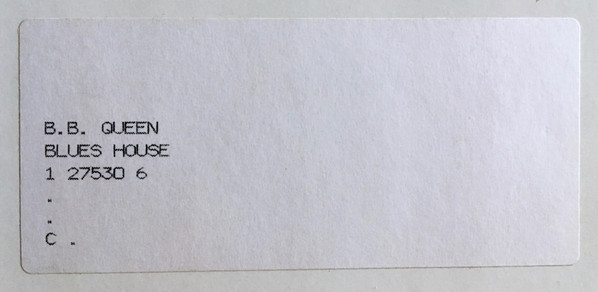 B.B. QUEEN
BLUES HOUSE
1 27530 6
.
.
C .